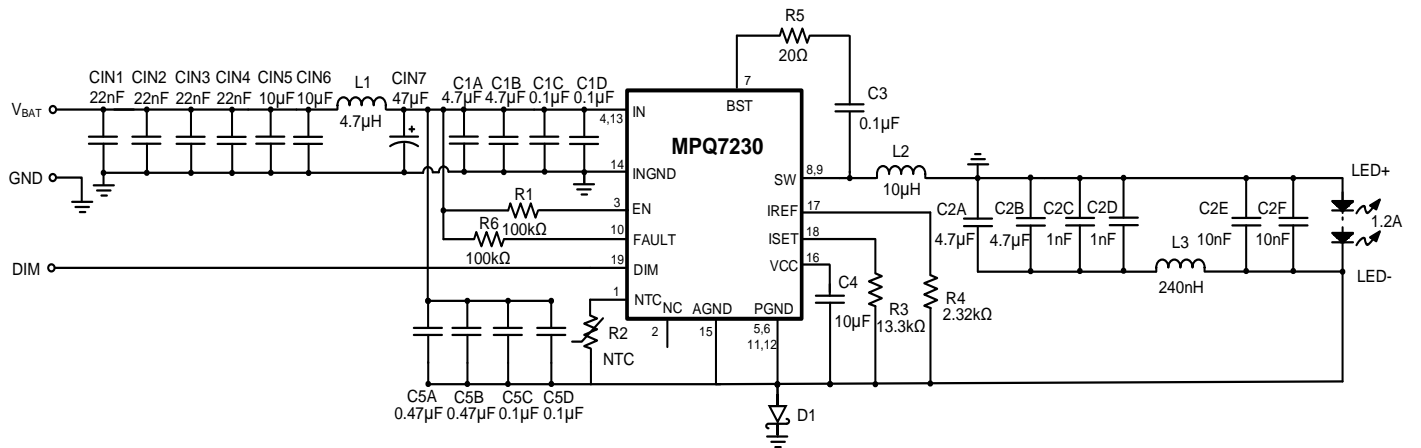 R5
20Ω
CIN1
22nF
CIN2
22nF
CIN3
22nF
CIN4
22nF
CIN5
10µF
CIN6
10µF
L1
4.7µH
CIN7
47µF
+
C1A
4.7µF
C1B
4.7µF
C1C
0.1µF
C1D
0.1µF
VBAT
GND
DIM
7
BST
MPQ7230
IN
4,13
14
INGND
3
EN
10
FAULT
19
DIM
1
NTC
NC
2
AGND
15
PGND
5,6
11,12
SW
8,9
IREF
17
ISET
18
VCC
16
R1
100kΩ
R6
100kΩ
R2
NTC
C3
0.1µF
L2
10µH
C4
10µF
R3
13.3kΩ
R4
2.32kΩ
C2A
4.7µF
C2B
4.7µF
C2C
1nF
C2D
1nF
L3
240nH
C2E
10nF
C2F
10nF
LED+
1.2A
LED-
C5A
0.47µF
C5B
0.47µF
C5C
0.1µF
C5D
0.1µF
D1